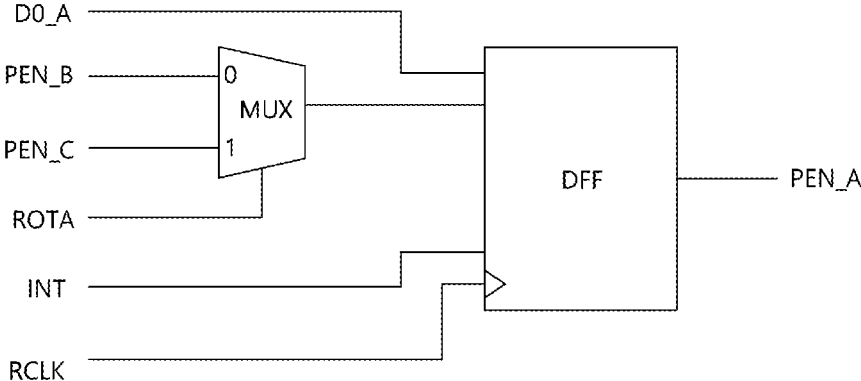 D0_A
PEN_B
0
MUX
PEN_C
1
DFF
PEN_A
ROTA
INT
RCLK